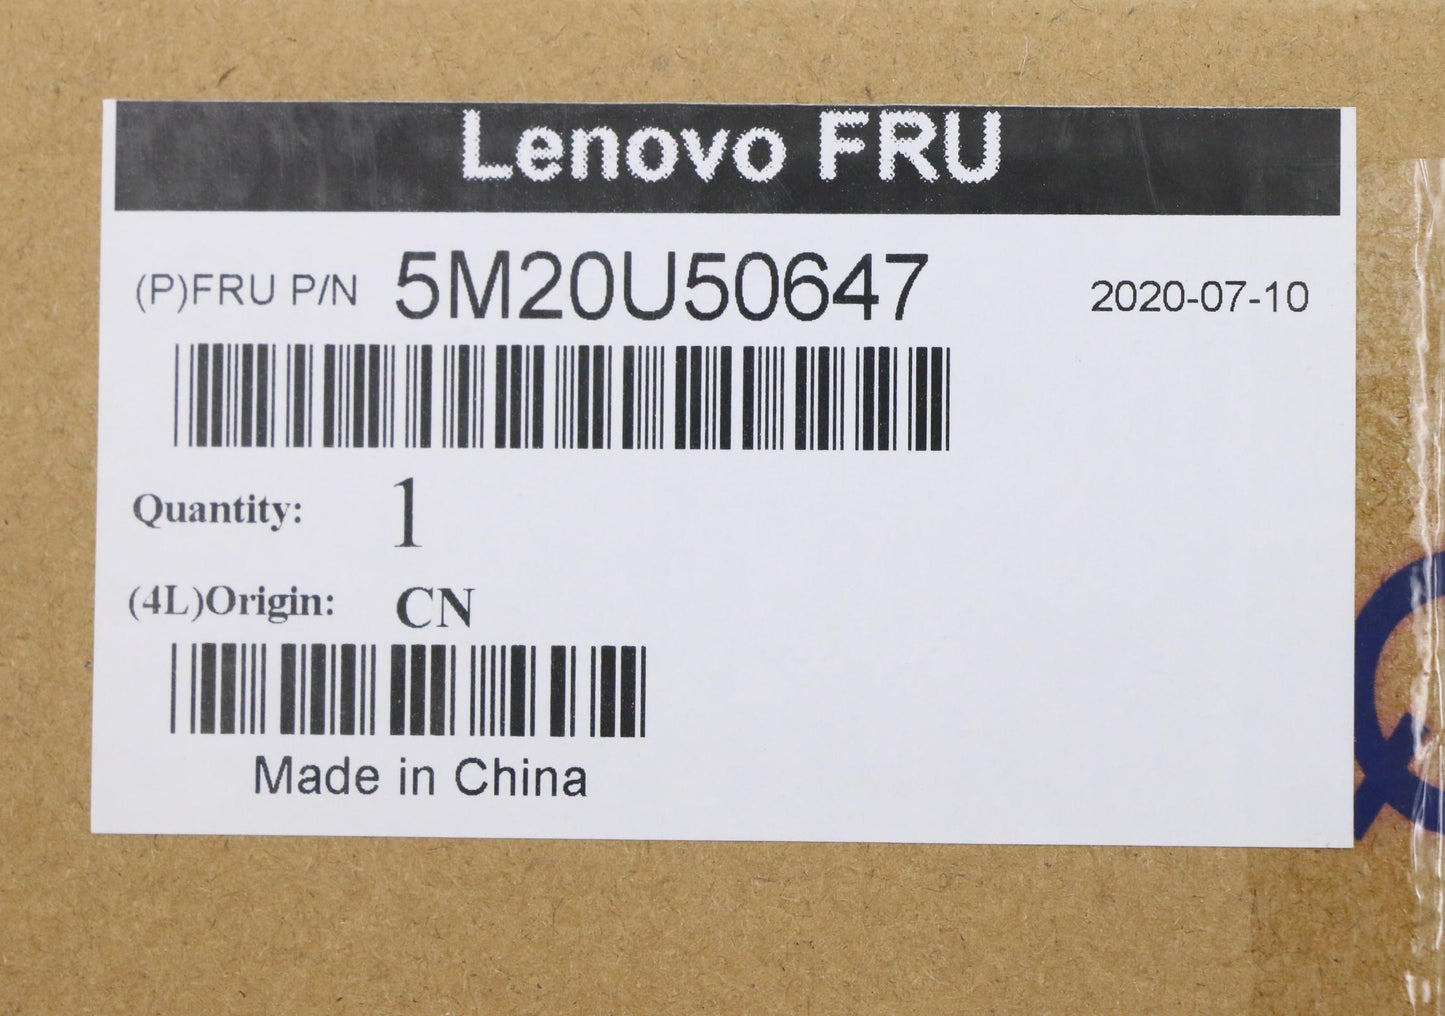 Lenovo FRU
(P)FRU P/N 5M20U50647 2020-07-10
Quantity: 1
(4L)Origin: CN
Made in China